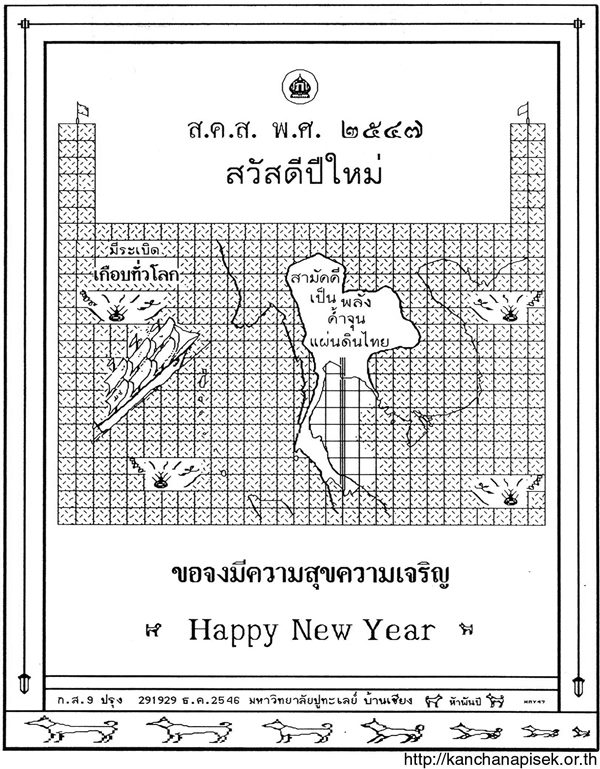 ส.ค.ส. พ.ศ. ๒๕๔๗
สวัสดีปีใหม่
มีระเบิด
เกือบทั่วโลก
สามัคคี
เป็น พลัง
ค้ำจุน
แผ่นดินไทย
ขอจงมีความสุขความเจริญ
Happy New Year
ก.ส.9 ปรุง 291929 ธ.ค.2546 มหาวิทยาลัยปูทะเลย์ บ้านเชียง ห้าพันปี
http://kanchanapisek.or.th